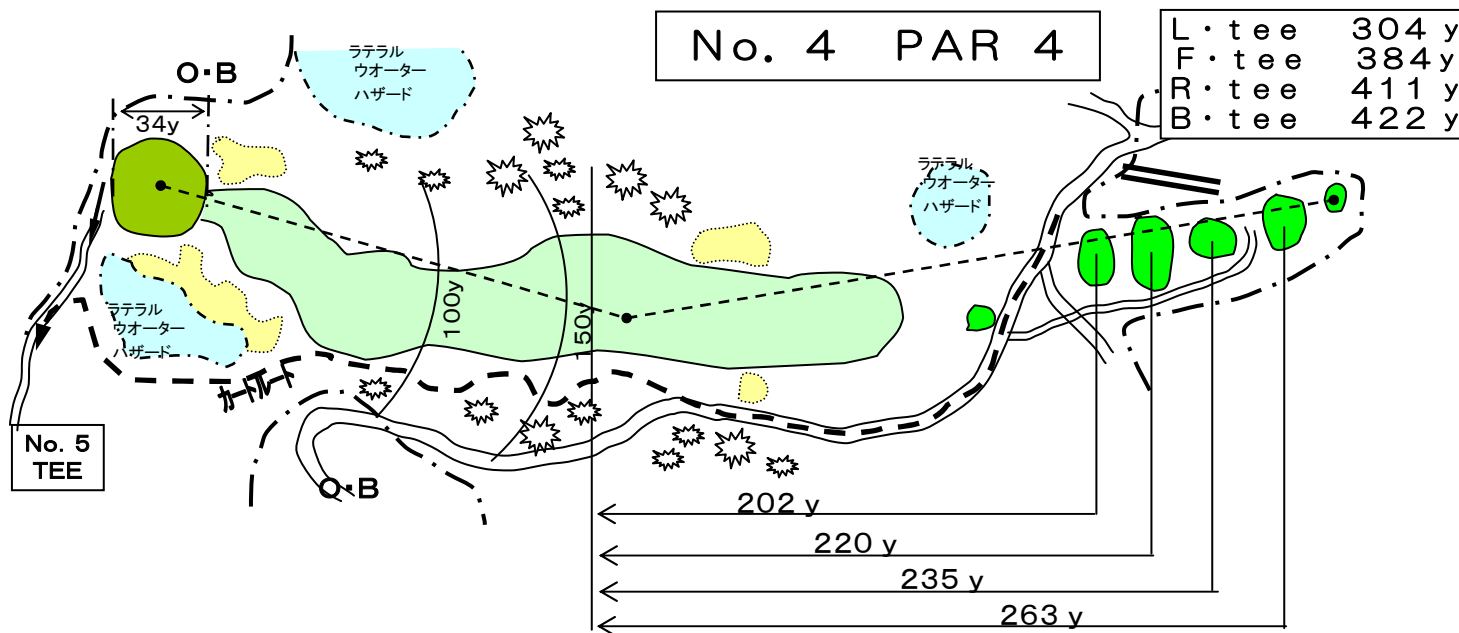 No. 4 PAR 4
L・tee 304 y
F・tee 384 y
R・tee 411 y
B・tee 422 y
O・B
34y
ラテラル
ウオーター
ハザード
ラテラル
ウオーター
ハザード
ラテラル
ウオーター
ハザード
100y
150y
カートルート
No. 5
TEE
O・B
202 y
220 y
235 y
263 y